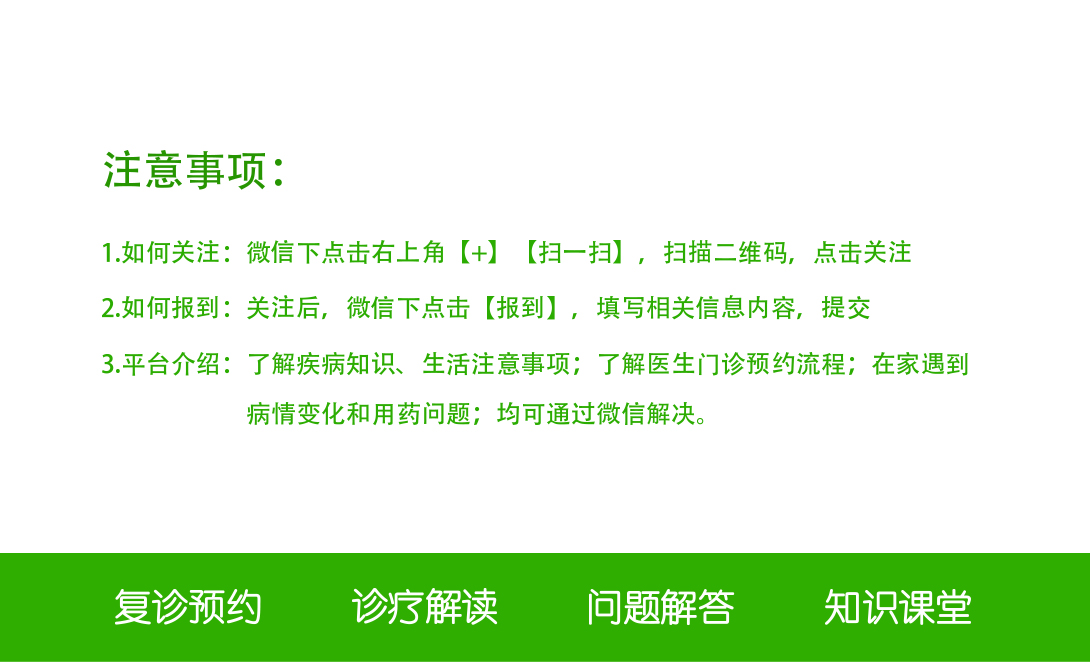 注意事项：
1.如何关注：微信下点击右上角【+】【扫一扫】，扫描二维码，点击关注
2.如何报到：关注后，微信下点击【报到】，填写相关信息内容，提交
3.平台介绍：了解疾病知识、生活注意事项；了解医生门诊预约流程；在家遇到
病情变化和用药问题；均可通过微信解决。
复诊预约 诊疗解读 问题解答 知识课堂